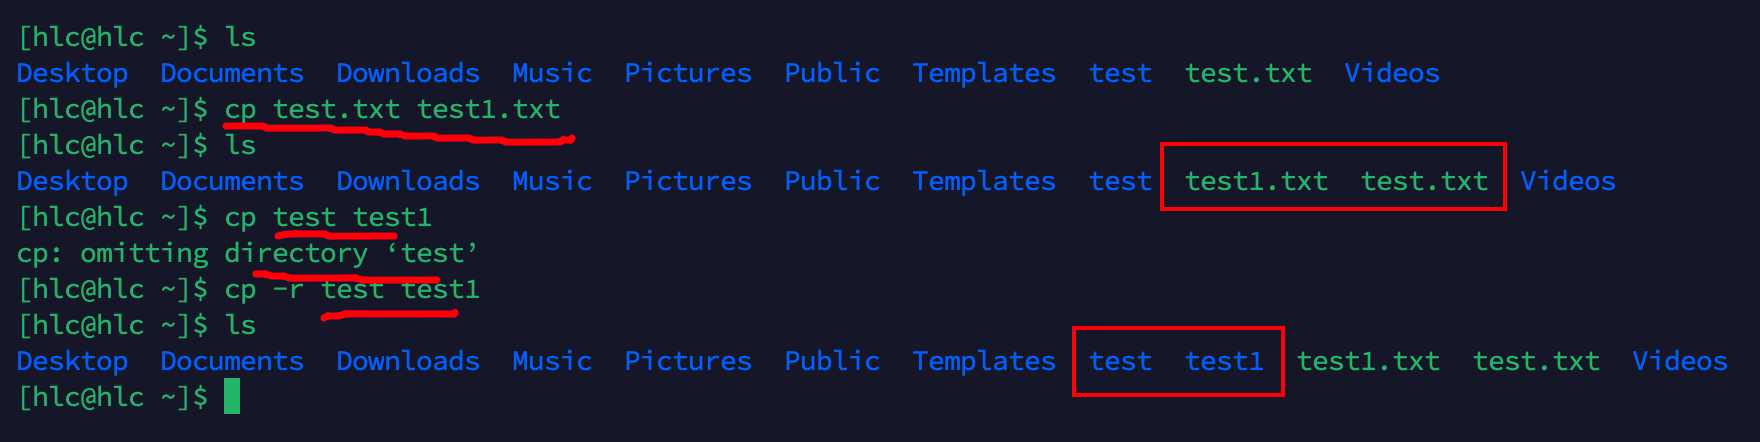 [hlc@hlc ~]$ ls
Desktop  Documents  Downloads  Music  Pictures  Public  Templates  test  test.txt  Videos
[hlc@hlc ~]$ cp test.txt test1.txt
[hlc@hlc ~]$ ls
Desktop  Documents  Downloads  Music  Pictures  Public  Templates  test  test1.txt  test.txt  Videos
[hlc@hlc ~]$ cp test test1
cp: omitting directory ‘test’
[hlc@hlc ~]$ cp -r test test1
[hlc@hlc ~]$ ls
Desktop  Documents  Downloads  Music  Pictures  Public  Templates  test  test1  test1.txt  test.txt  Videos
[hlc@hlc ~]$